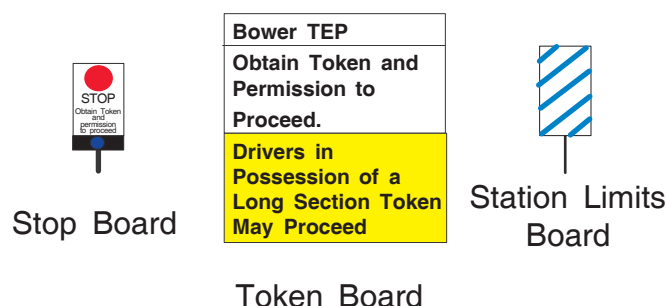 STOP
Obtain Token
and
permission
to proceed
Stop Board
Bower TEP
Obtain Token and
Permission to
Proceed.
Drivers in
Possession of a
Long Section Token
May Proceed
Token Board
Station Limits
Board